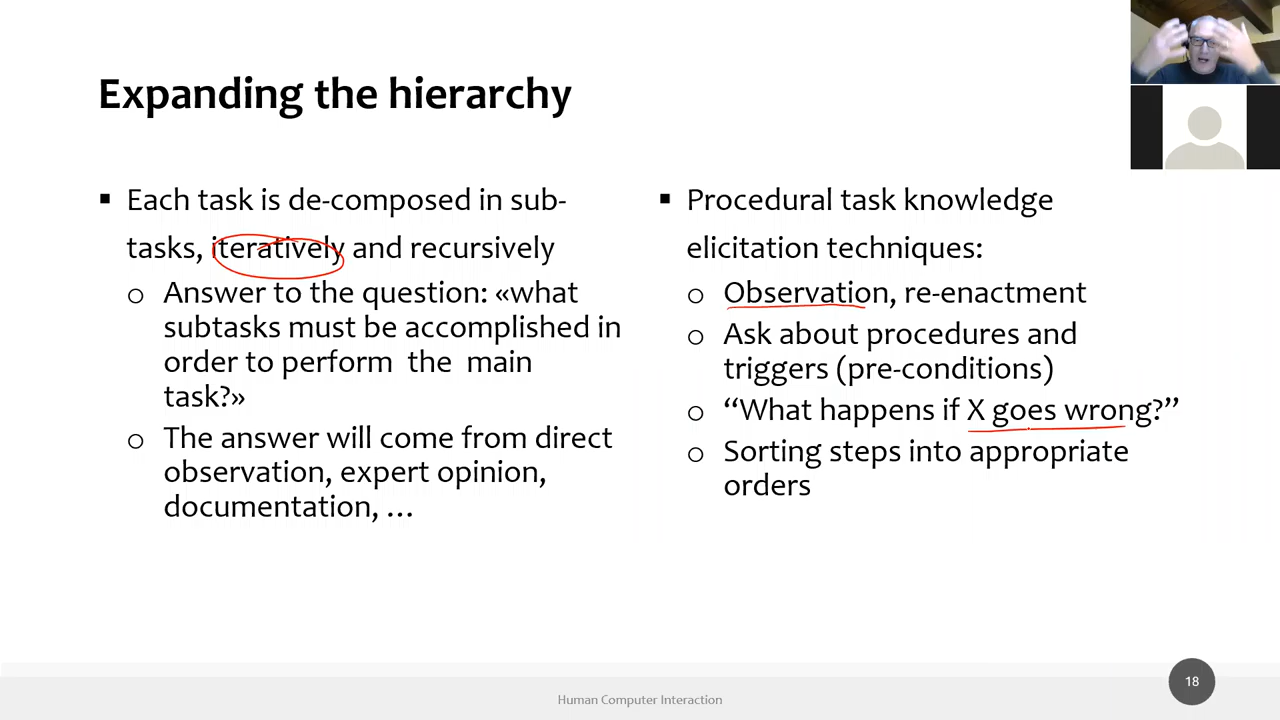 Expanding the hierarchy
▪ Each task is de-composed in sub-
tasks, iteratively and recursively
o Answer to the question: «what
subtasks must be accomplished in
order to perform the main
task?»
o The answer will come from direct
observation, expert opinion,
documentation, …
▪ Procedural task knowledge
elicitation techniques:
o Observation, re-enactment
o Ask about procedures and
triggers (pre-conditions)
o “What happens if X goes wrong?”
o Sorting steps into appropriate
orders
Human Computer Interaction
18